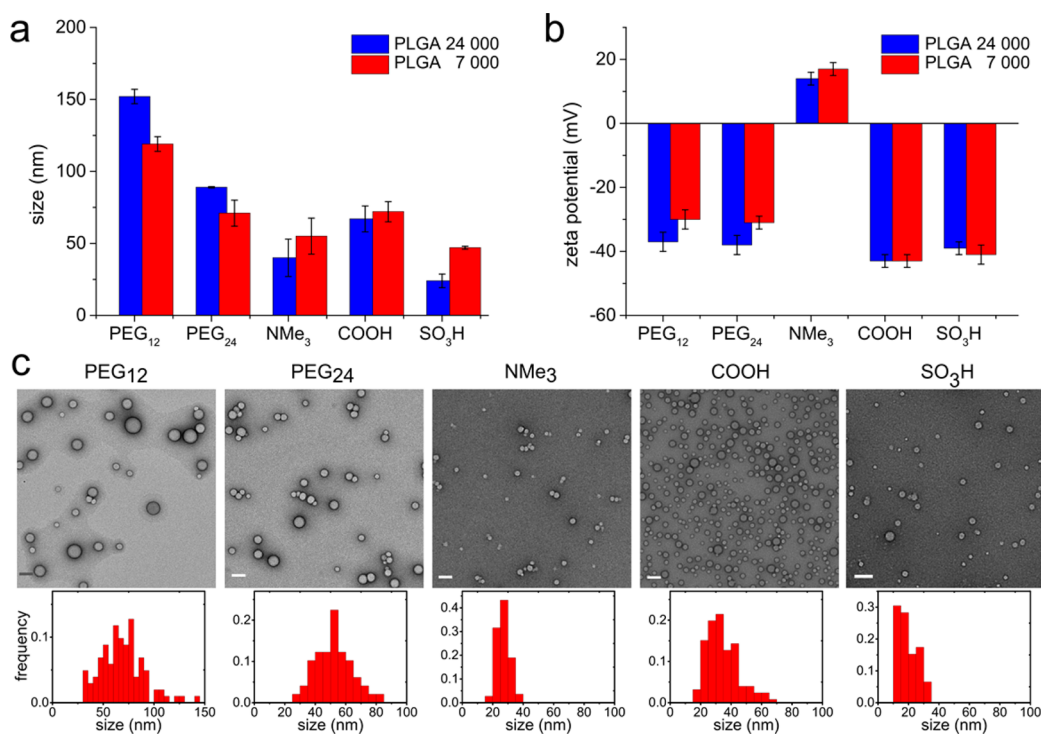 a
200
150
100
50
0
size (nm)
PLGA 24 000
PLGA 7 000
PEG12 PEG24 NMe3 COOH SO3H
b
20
0
-20
-40
-60
zeta potential (mV)
PLGA 24 000
PLGA 7 000
PEG12 PEG24 NMe3 COOH SO3H
c
PEG12 PEG24 NMe3 COOH SO3H
frequency
0.1
0.0
50 100 150
size (nm)
0.2
0.1
0.0
0 20 40 60 80 100
size (nm)
0.4
0.3
0.2
0.1
0.0
0 20 40 60 80 100
size (nm)
0.2
0.1
0.0
0 20 40 60 80 100
size (nm)
0.3
0.2
0.1
0.0
0 20 40 60 80 100
size (nm)